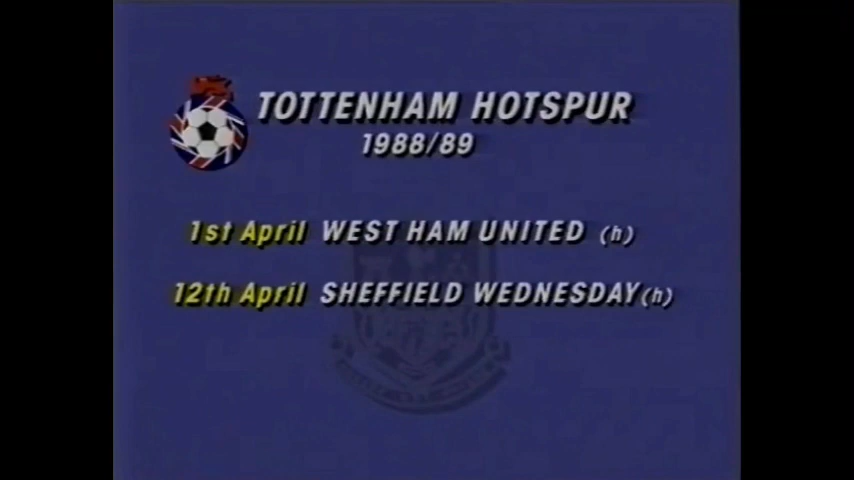 TOTTENHAM HOTSPUR
1988/89
1st April WEST HAM UNITED (h)
12th April SHEFFIELD WEDNESDAY (h)